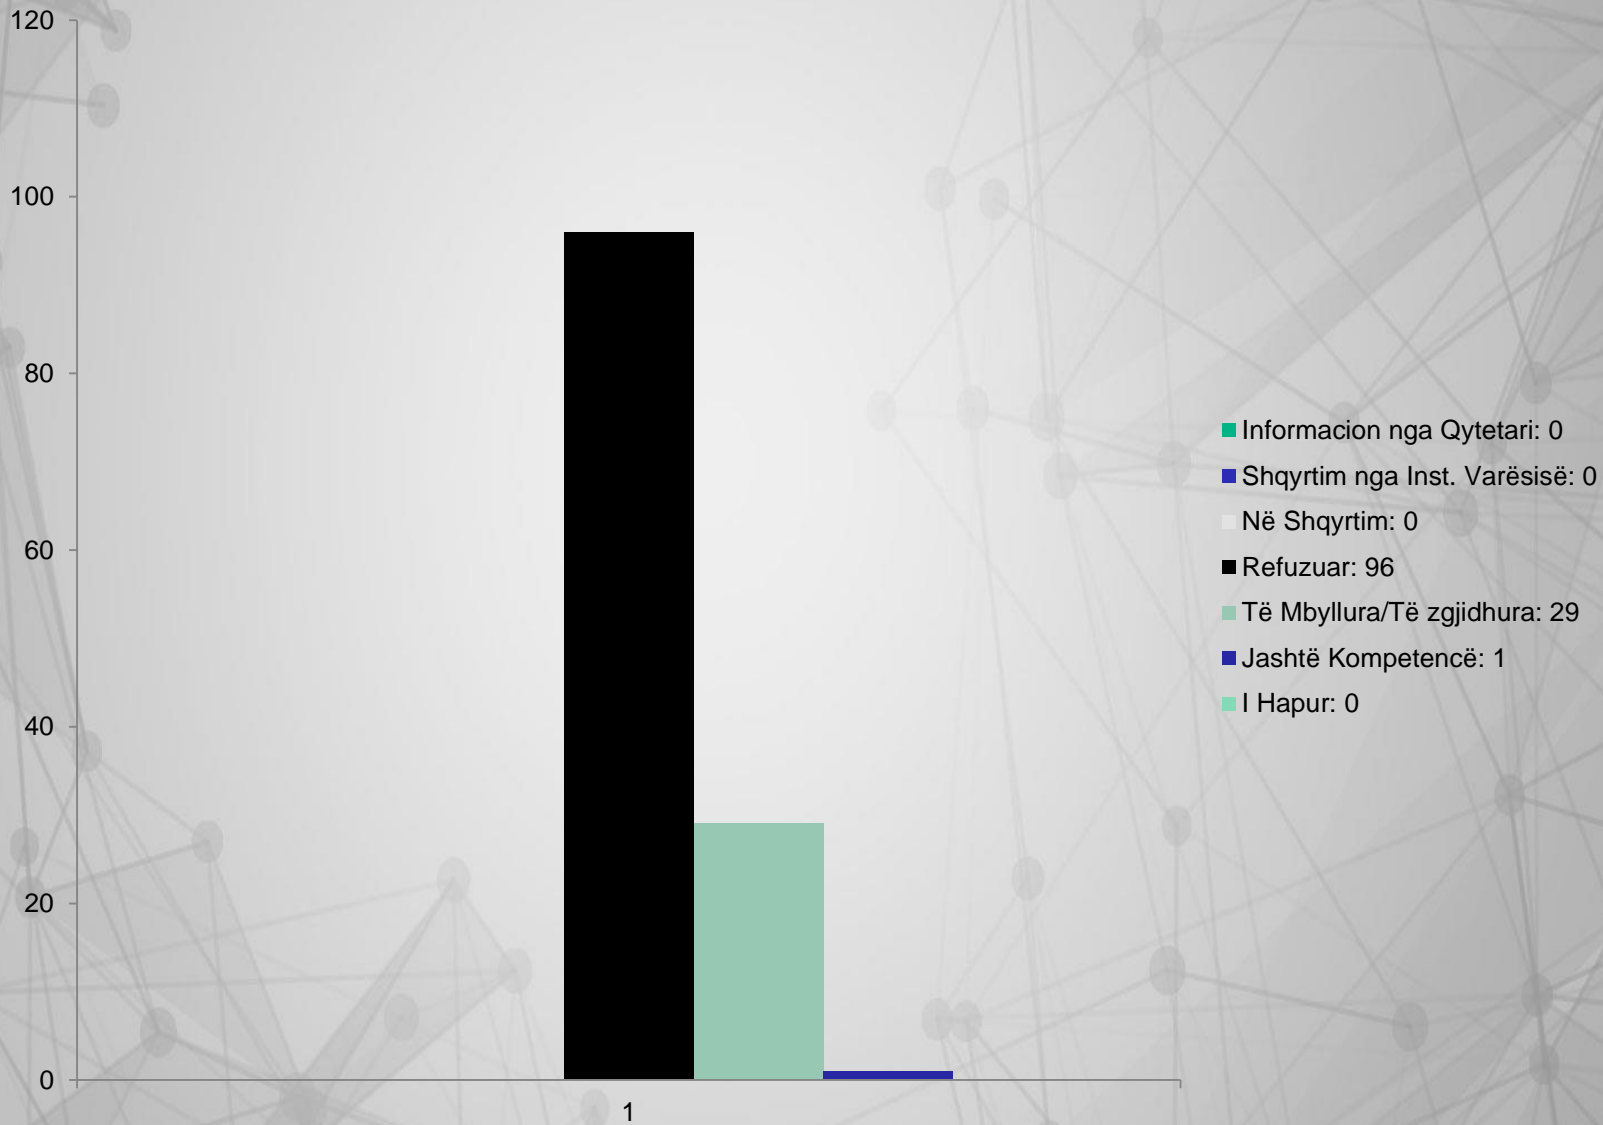 120
100
80
60
40
20
0
1
Informacion nga Qytetari: 0
Shqyrtim nga Inst. Varësisë: 0
Në Shqyrtim: 0
Refuzuar: 96
Të Mbyllura/Të zgjidhura: 29
Jashtë Kompetencë: 1
I Hapur: 0